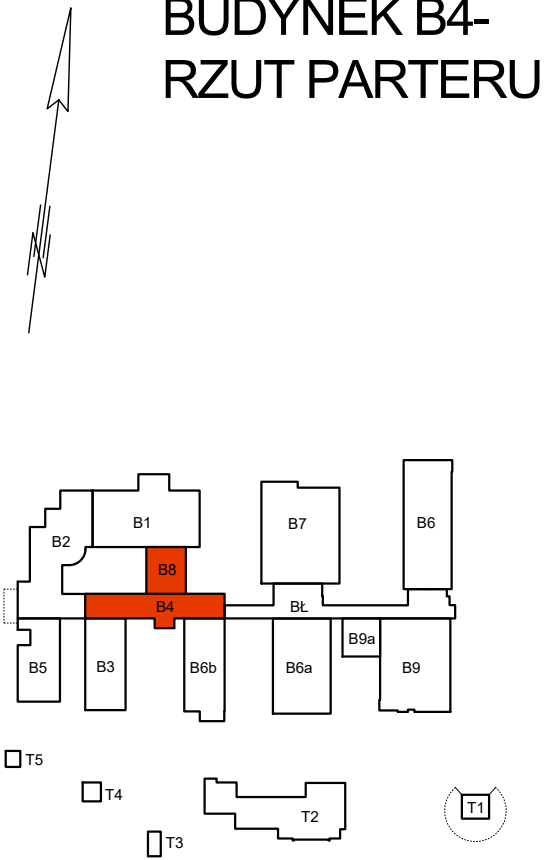 BUDYNEK B4-
RZUT PARTERU
N
B1
B2
B7
B6
B8
B4
BŁ
B9a
B5
B3
B6b
B6a
B9
T5
T4
T2
T1
T3